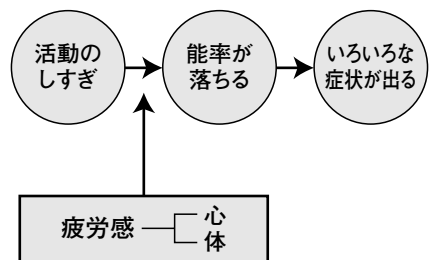 活動の
しすぎ
能率が
落ちる
いろいろな
症状が出る
疲労感
心
体